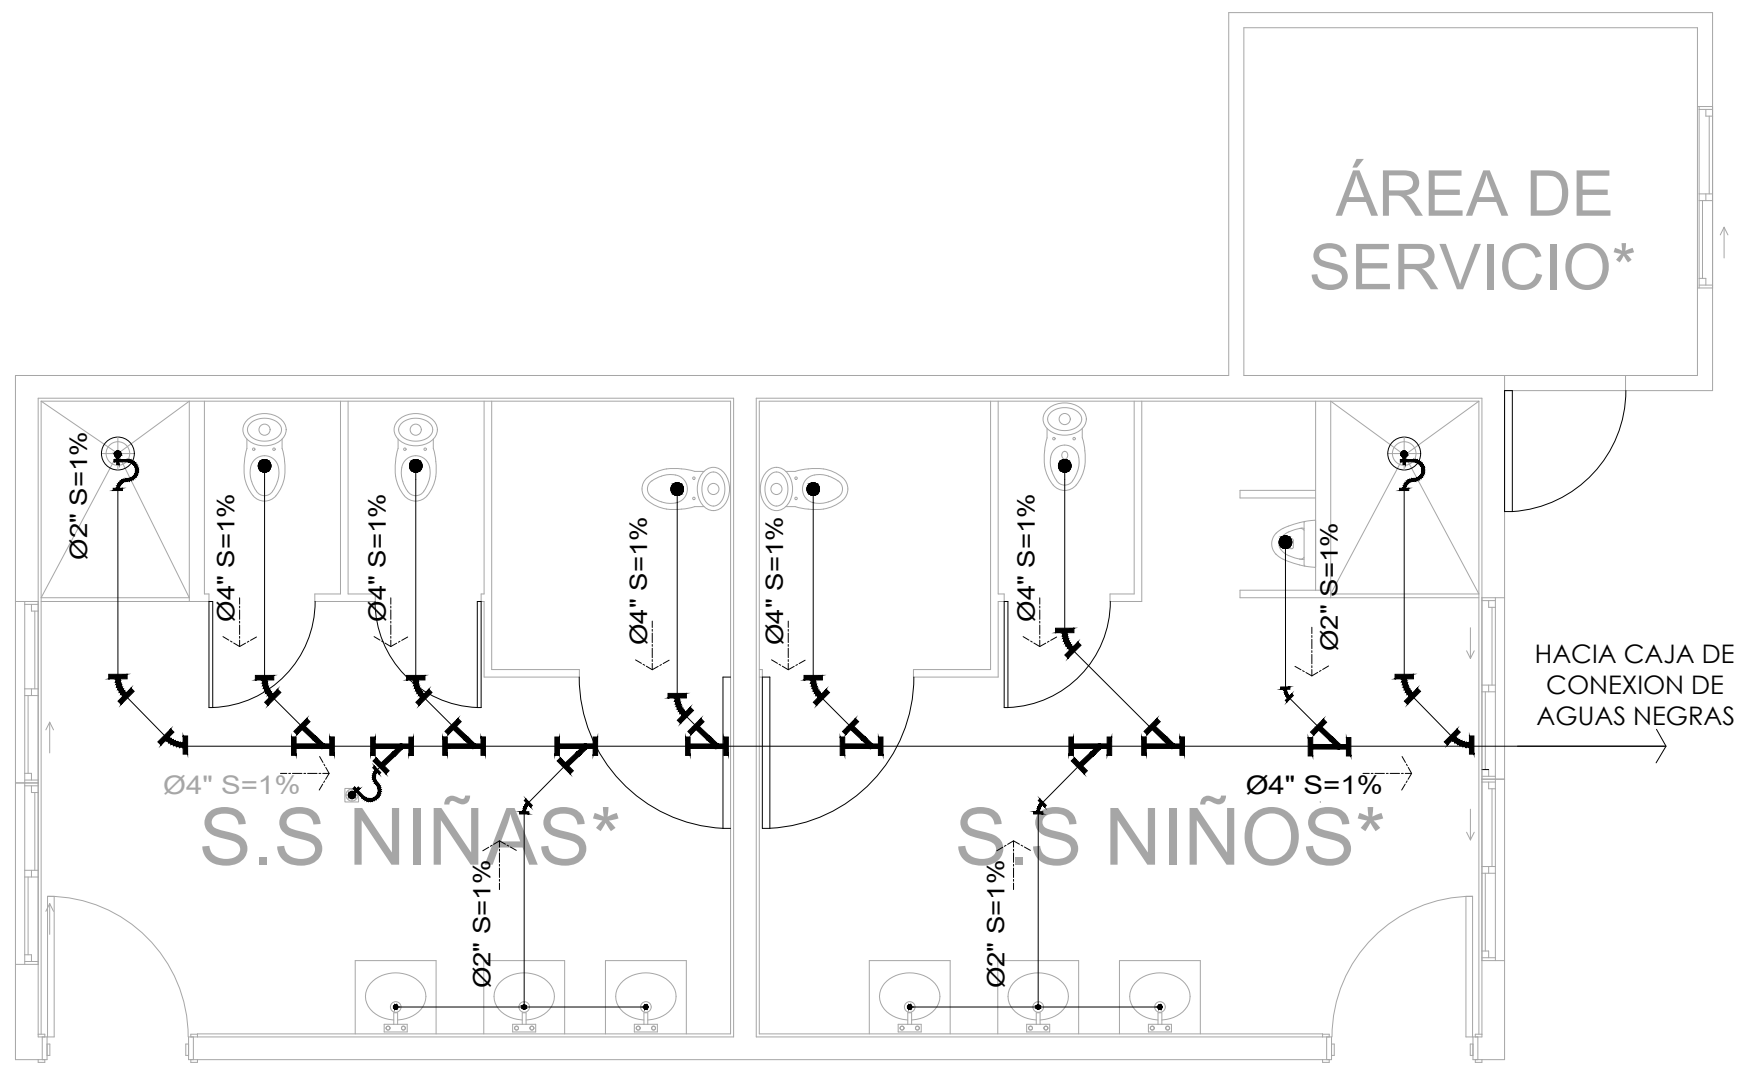 ÁREA DE
SERVICIO*
Ø2" S=1%
Ø4" S=1%
Ø4" S=1%
Ø4" S=1%
Ø4" S=1%
Ø4" S=1%
Ø2" S=1%
HACIA CAJA DE
CONEXION DE
AGUAS NEGRAS
Ø4" S=1%
Ø4" S=1%
S.S NIÑAS*
S.S NIÑOS*
Ø2" S=1%
Ø2" S=1%